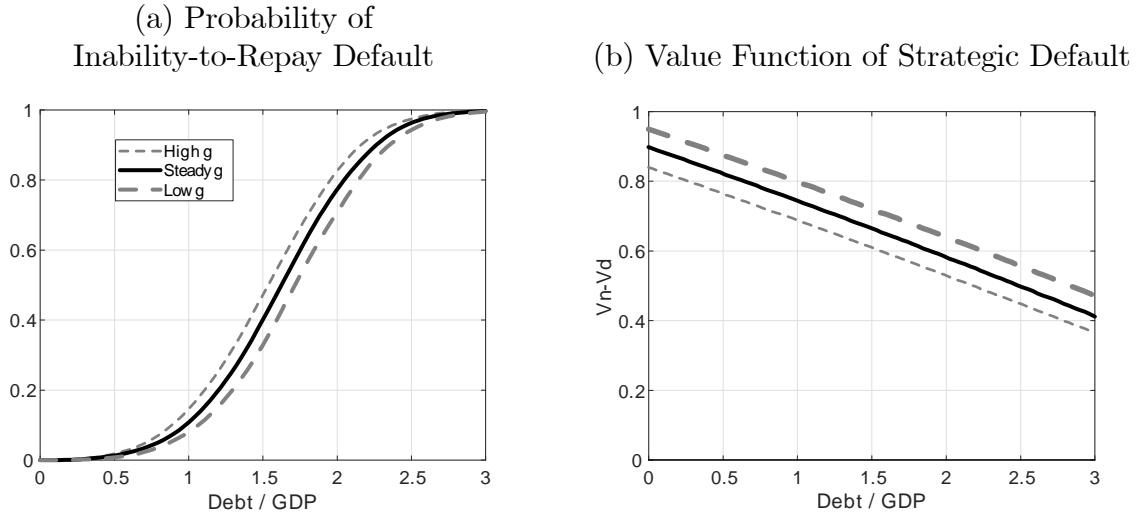 (a) Probability of
Inability-to-Repay Default
1
0.8
0.6
0.4
0.2
0
High g
Steady g
Low g
0 0.5 1 1.5 2 2.5 3
Debt / GDP
(b) Value Function of Strategic Default
Vn-Vd
1
0.8
0.6
0.4
0.2
0
0 0.5 1 1.5 2 2.5 3
Debt / GDP